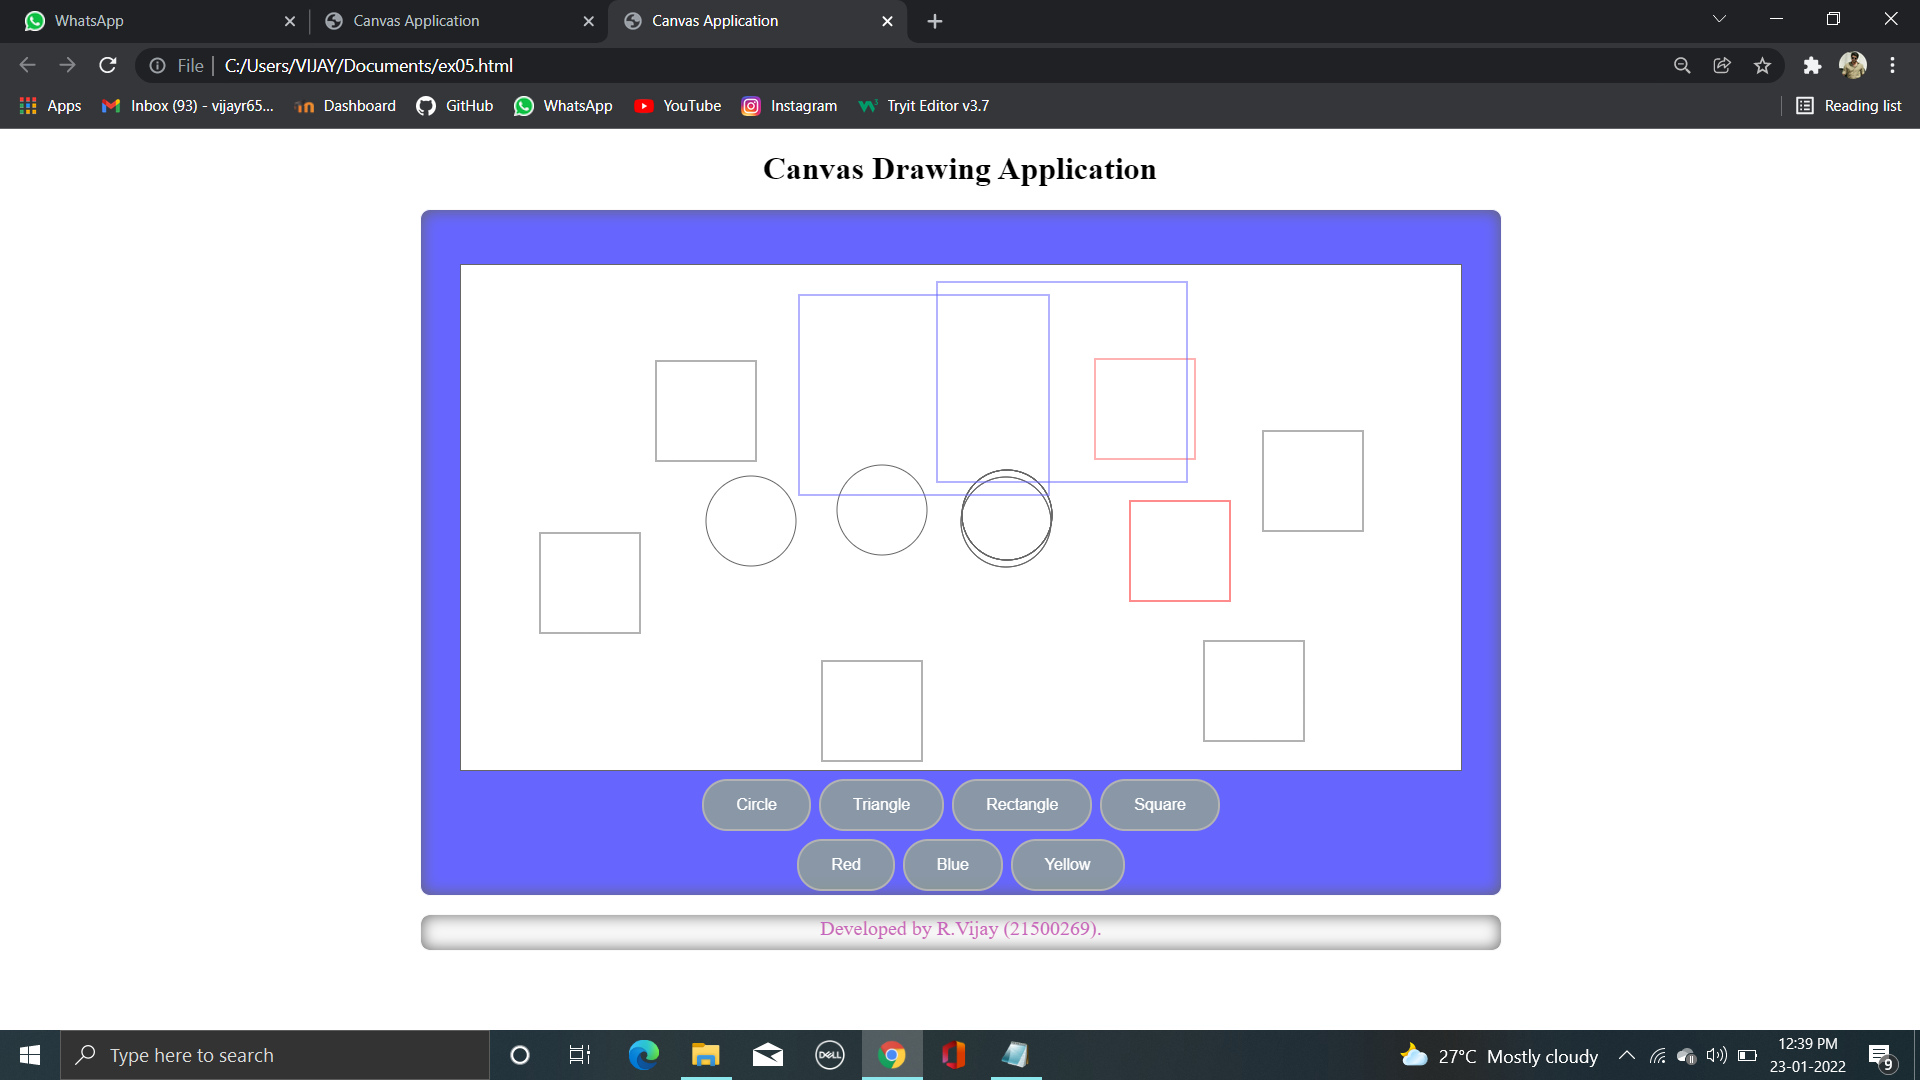 WhatsApp
Canvas Application
Canvas Application
File
C:/Users/VIJAY/Documents/ex05.html
Apps
Inbox (93) - vijayr65...
Dashboard
GitHub
WhatsApp
YouTube
Instagram
Tryit Editor v3.7
Reading list
Canvas Drawing Application
Circle
Triangle
Rectangle
Square
Red
Blue
Yellow
Developed by R.Vijay (21500269).
Type here to search
DELL
27°C Mostly cloudy
12:39 PM
23-01-2022
9